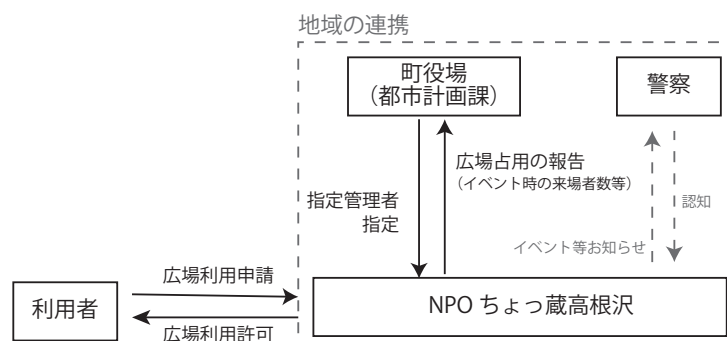 地域の連携
町役場
（都市計画課）
警察
広場占用の報告
（イベント時の来場者数等）
指定管理者
指定
認知
イベント等お知らせ
広場利用申請
利用者
NPO ちょっ蔵高根沢
広場利用許可